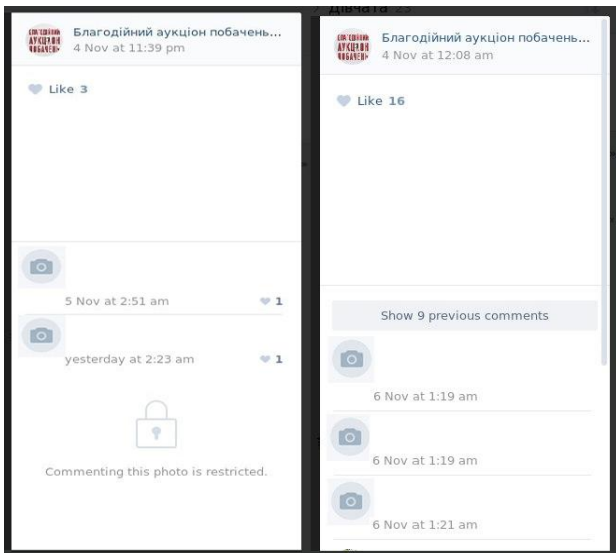 Благодійний аукціон побачень...
4 Nov at 11:39 pm
Like 3
5 Nov at 2:51 am
1
yesterday at 2:23 am
1
Commenting this photo is restricted.
Дівчата 23
Благодійний аукціон побачень...
4 Nov at 12:08 am
Like 16
Show 9 previous comments
6 Nov at 1:19 am
6 Nov at 1:19 am
6 Nov at 1:21 am